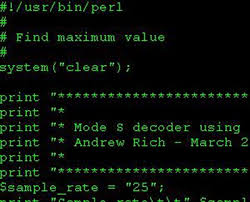 #!/usr/bin/perl
#
# Find maximum value
#
system("clear");
print "************************
print "*
print "* Mode S decoder using
print "* Andrew Rich - March 2
print "*
print "************************
$sample_rate = "25";
print "Sample rate\t\t" $sampl